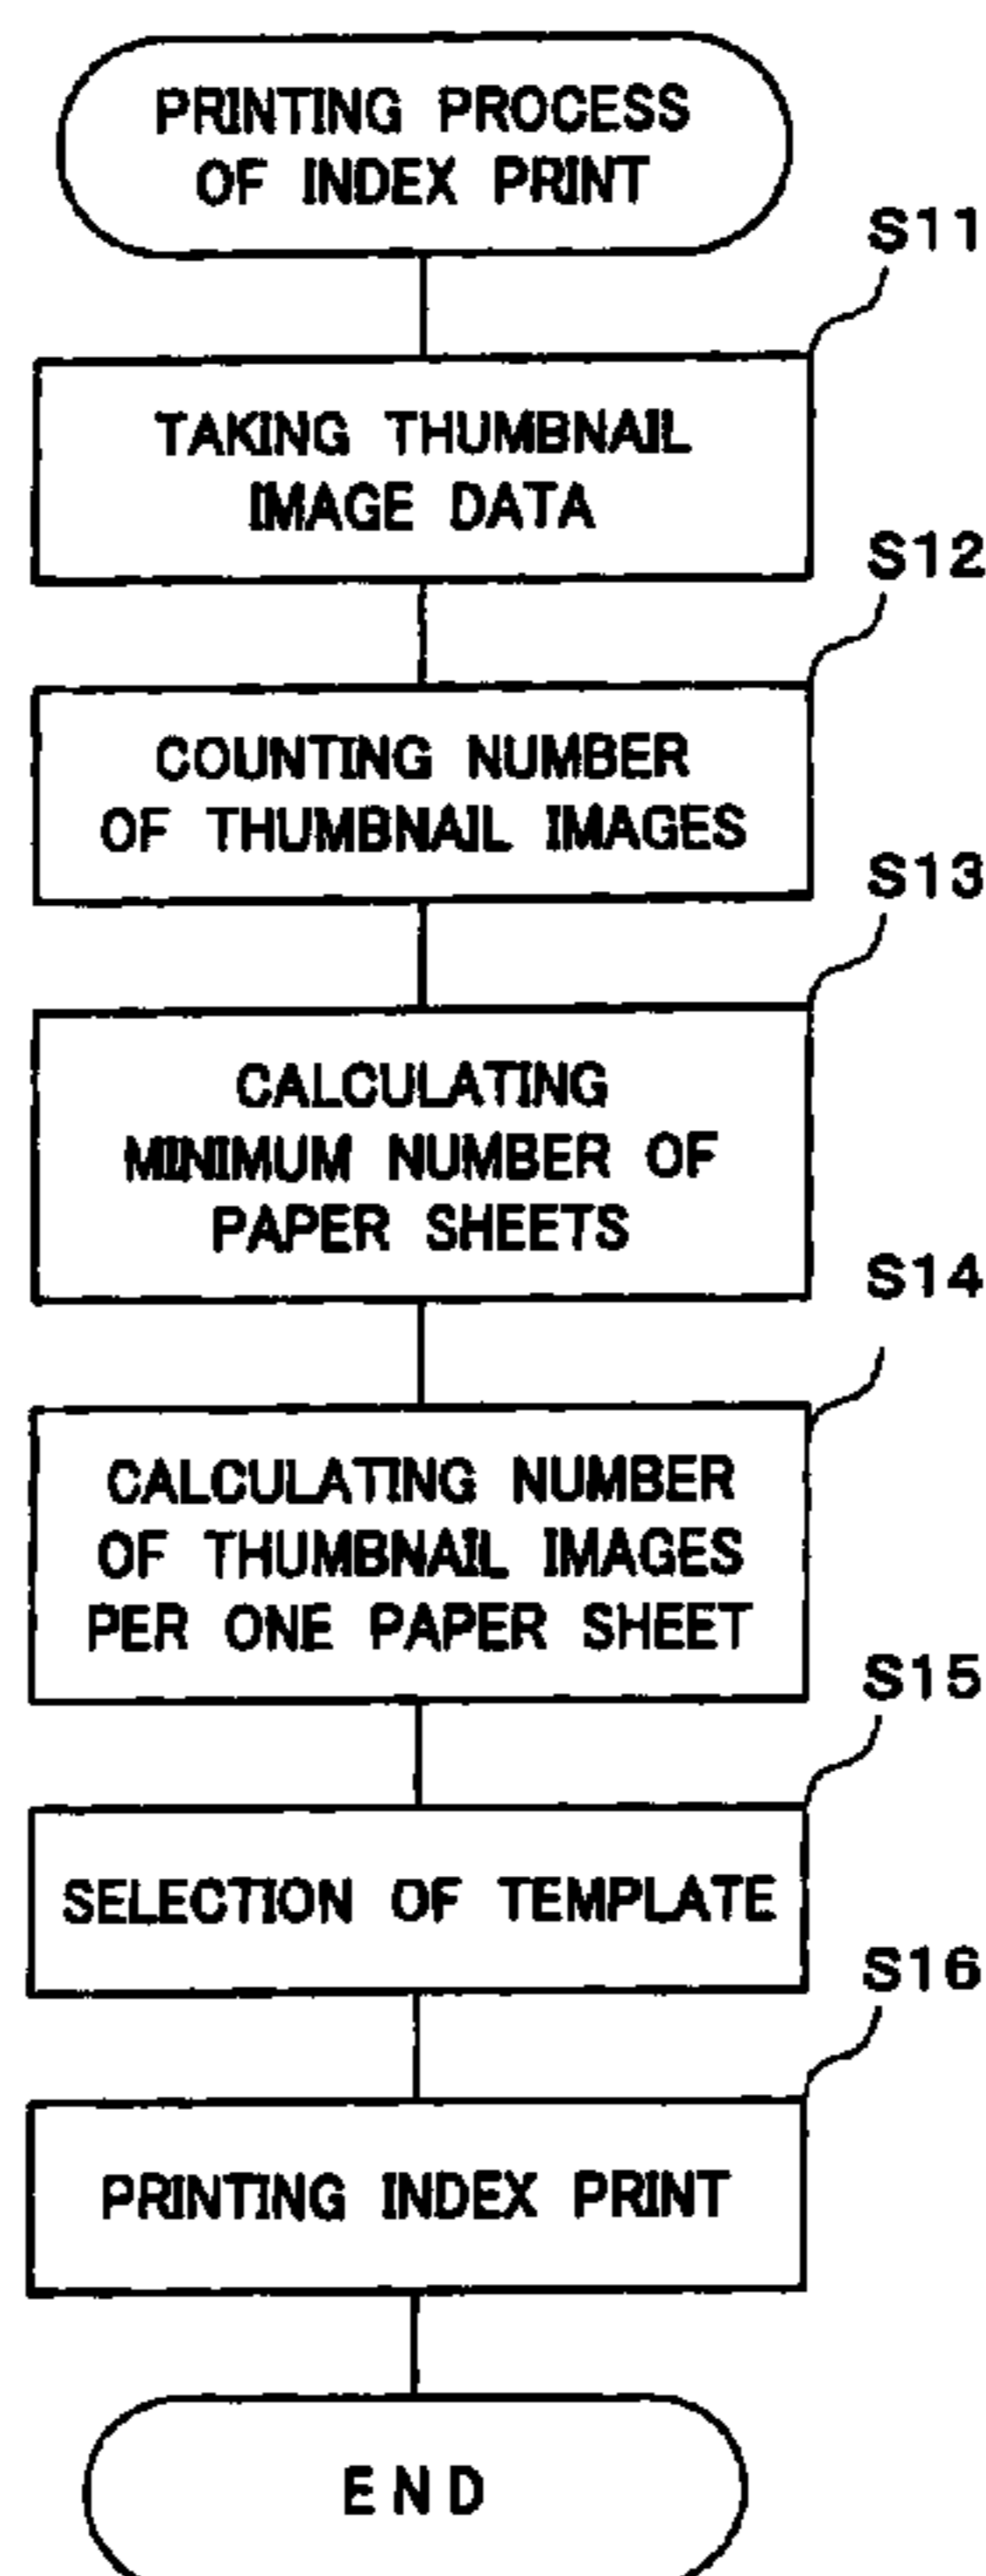 PRINTING PROCESS
OF INDEX PRINT
S11
TAKING THUMBNAIL
IMAGE DATA
S12
COUNTING NUMBER
OF THUMBNAIL IMAGES
S13
CALCULATING
MINIMUM NUMBER OF
PAPER SHEETS
S14
CALCULATING NUMBER
OF THUMBNAIL IMAGES
PER ONE PAPER SHEET
S15
SELECTION OF TEMPLATE
S16
PRINTING INDEX PRINT
END